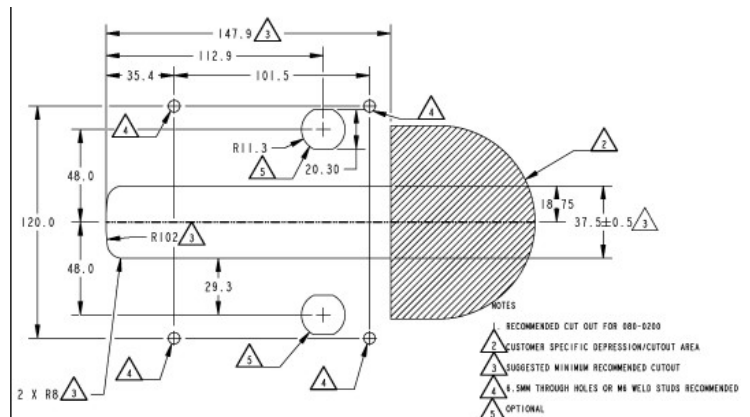 147.9 3
112.9
35.4 101.5
4 4
R11.3
5 20.30
2
48.0
18.75
37.5±0.5 3
120.0
R102 3
48.0
29.3
NOTES
1. RECOMMENDED CUT OUT FOR 080-0200
2 CUSTOMER SPECIFIC DEPRESSION/CUTOUT AREA
3 SUGGESTED MINIMUM RECOMMENDED CUTOUT
4 6.5MM THROUGH HOLES OR M6 WELD STUDS RECOMMENDED
5 OPTIONAL
5
4 4
2 X R8 3